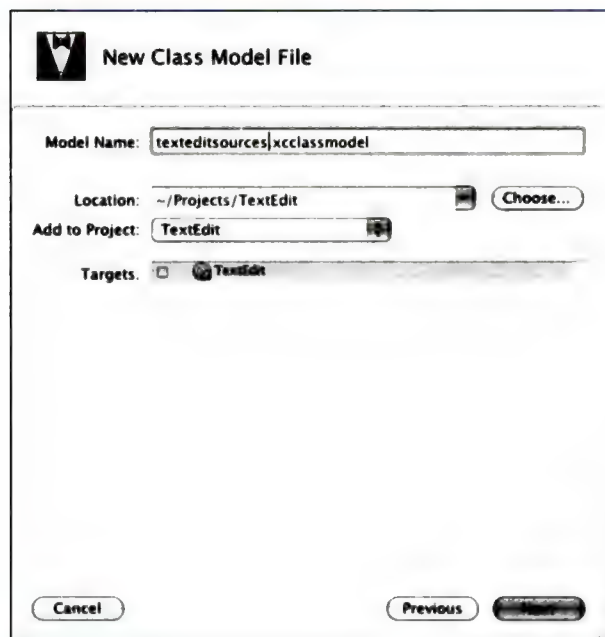 New Class Model File
Model Name: texteditsources.xcclassmodel
Location: ~/Projects/TextEdit Choose...
Add to Project: TextEdit
Targets. TextEdit
Cancel Previous Next